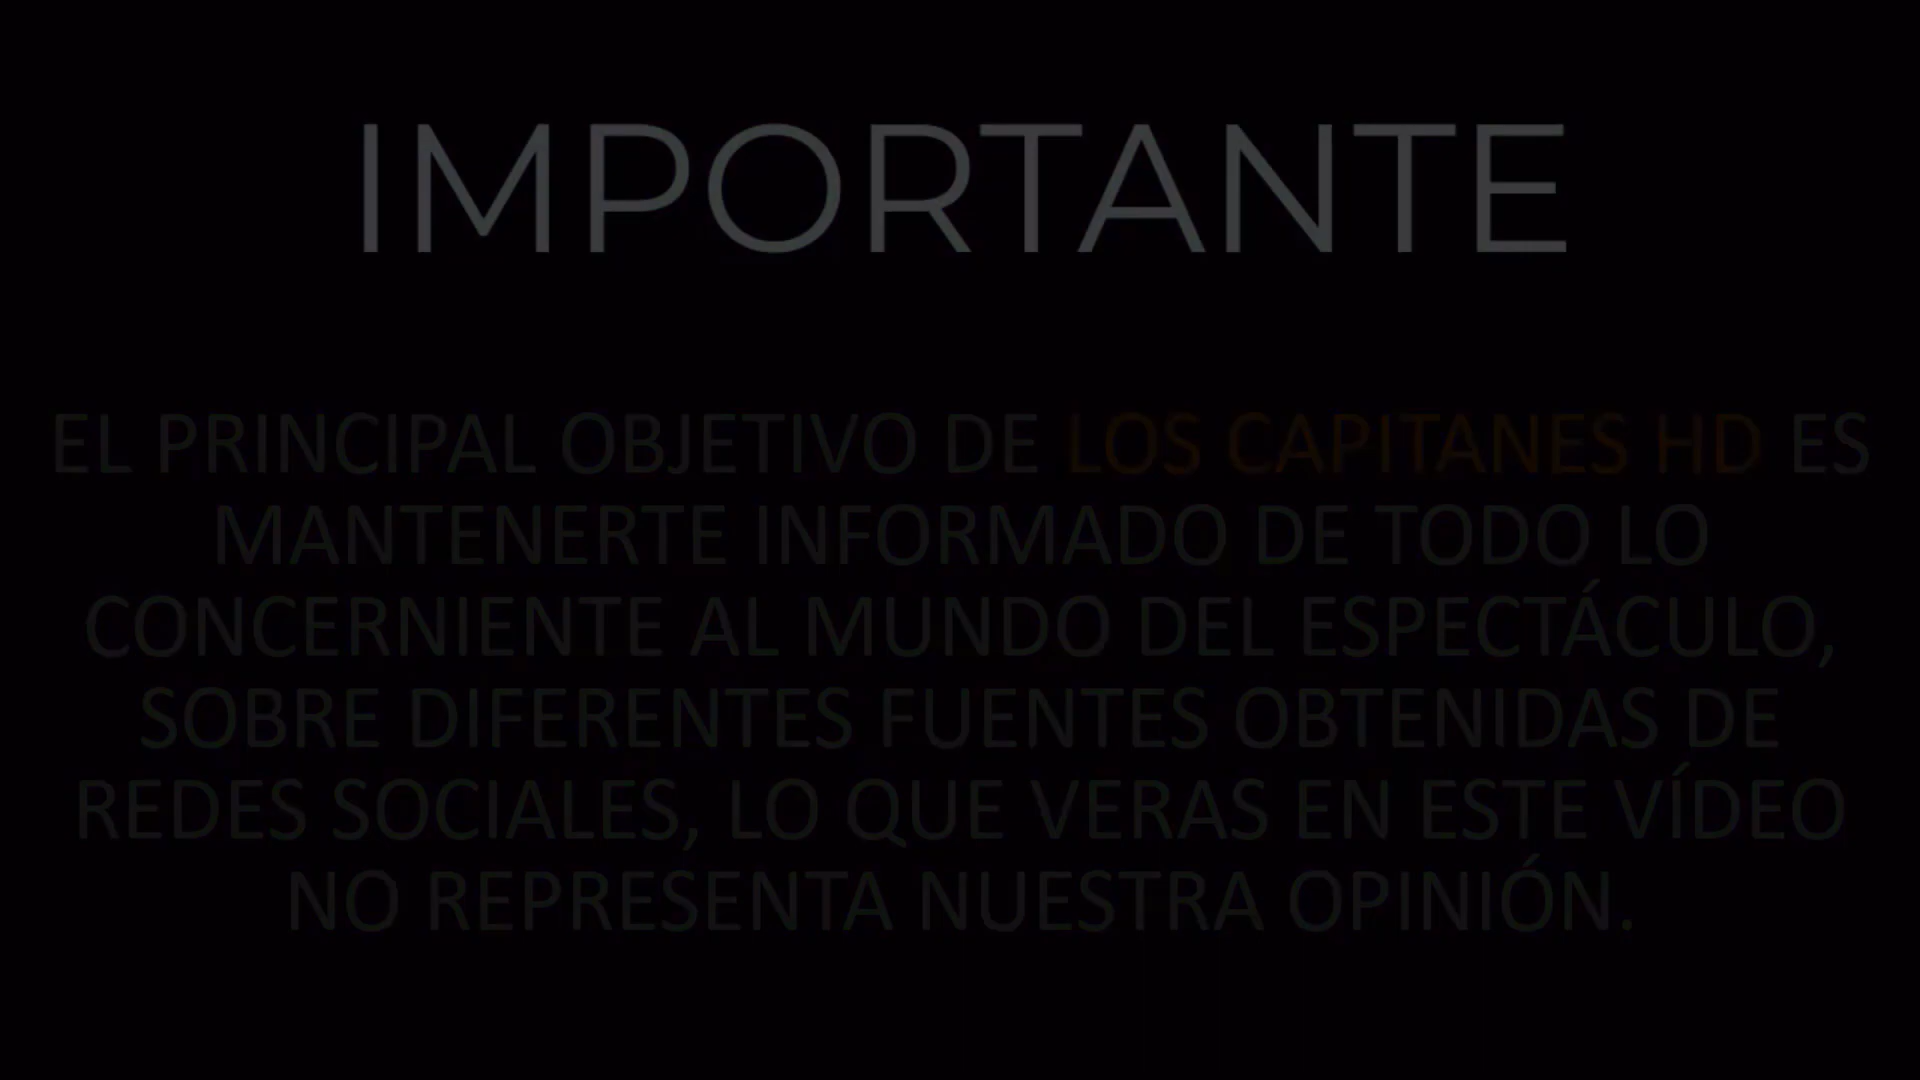 IMPORTANTE
EL PRINCIPAL OBJETIVO DE LOS CAPITANES HD ES
MANTENERTE INFORMADO DE TODO LO
CONCERNIENTE AL MUNDO DEL ESPECTÁCULO,
SOBRE DIFERENTES FUENTES OBTENIDAS DE
REDES SOCIALES, LO QUE VERAS EN ESTE VÍDEO
NO REPRESENTA NUESTRA OPINIÓN.